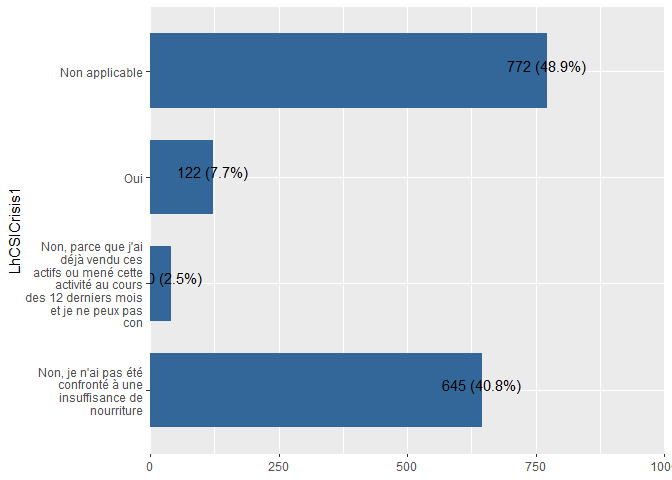 LhCSICrisis1
Non applicable
772 (48.9%)
Oui
122 (7.7%)
Non, parce que j'ai
déjà vendu ces
actifs ou mené cette
activité au cours
des 12 derniers mois
et je ne peux pas
con
0 (2.5%)
Non, je n'ai pas été
confronté à une
insuffisance de
nourriture
645 (40.8%)
0
250
500
750
100